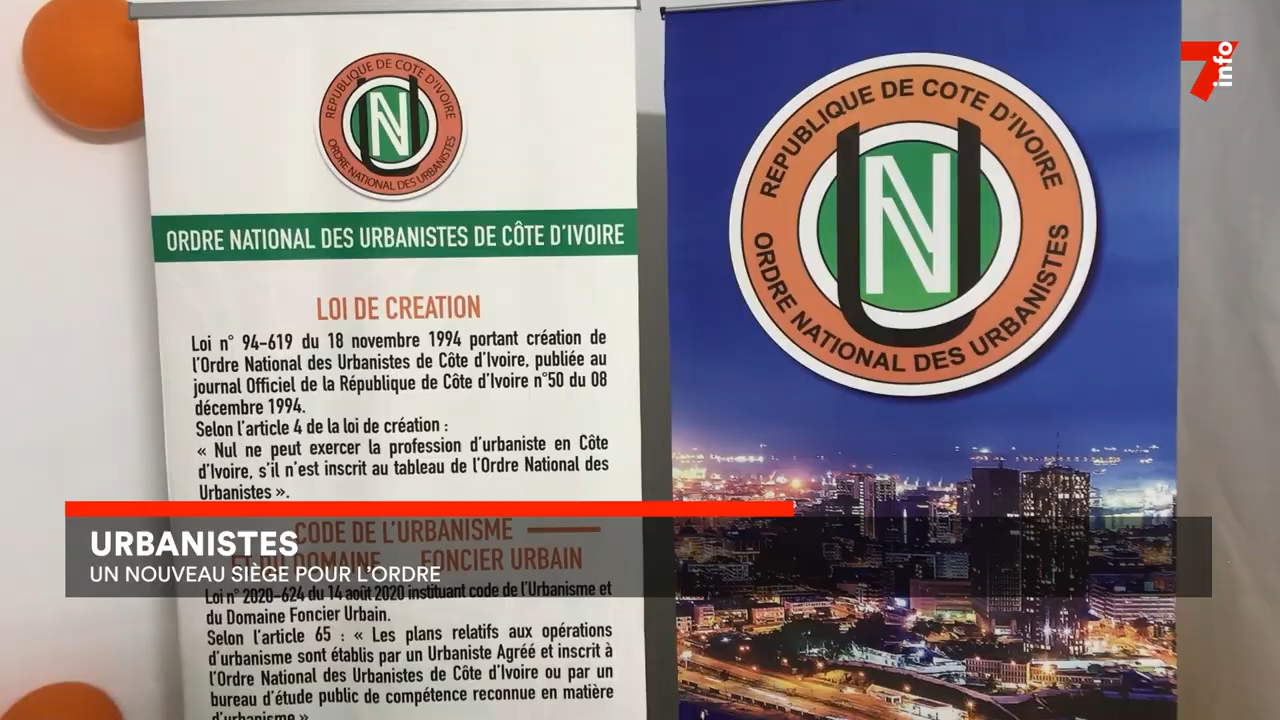 REPUBLIQUE DE COTE D'IVOIRE
UN
ORDRE NATIONAL DES URBANISTES
ORDRE NATIONAL DES URBANISTES DE CÔTE D'IVOIRE
LOI DE CREATION
Loi n° 94-619 du 18 novembre 1994 portant création de
l'Ordre National des Urbanistes de Côte d'Ivoire, publiée au
journal Officiel de la République de Côte d'Ivoire n°50 du 08
décembre 1994.
Selon l'article 4 de la loi de création :
« Nul ne peut exercer la profession d'urbaniste en Côte
d'Ivoire, s'il n'est inscrit au tableau de l'Ordre National des
Urbanistes ».
CODE DE L'URBANISME
ET DU DOMAINE FONCIER URBAIN
Loi n° 2020-624 du 14 août 2020 instituant code de l'Urbanisme et
du Domaine Foncier Urbain.
Selon l'article 65 : « Les plans relatifs aux opérations
d'urbanisme sont établis par un Urbaniste Agréé et inscrit à
l'Ordre National des Urbanistes de Côte d'Ivoire ou par un
bureau d'étude public de compétence reconnue en matière
d'urbanisme »
REPUBLIQUE DE COTE D'IVOIRE
UN
ORDRE NATIONAL DES URBANISTES
7info
URBANISTES
UN NOUVEAU SIÈGE POUR L'ORDRE